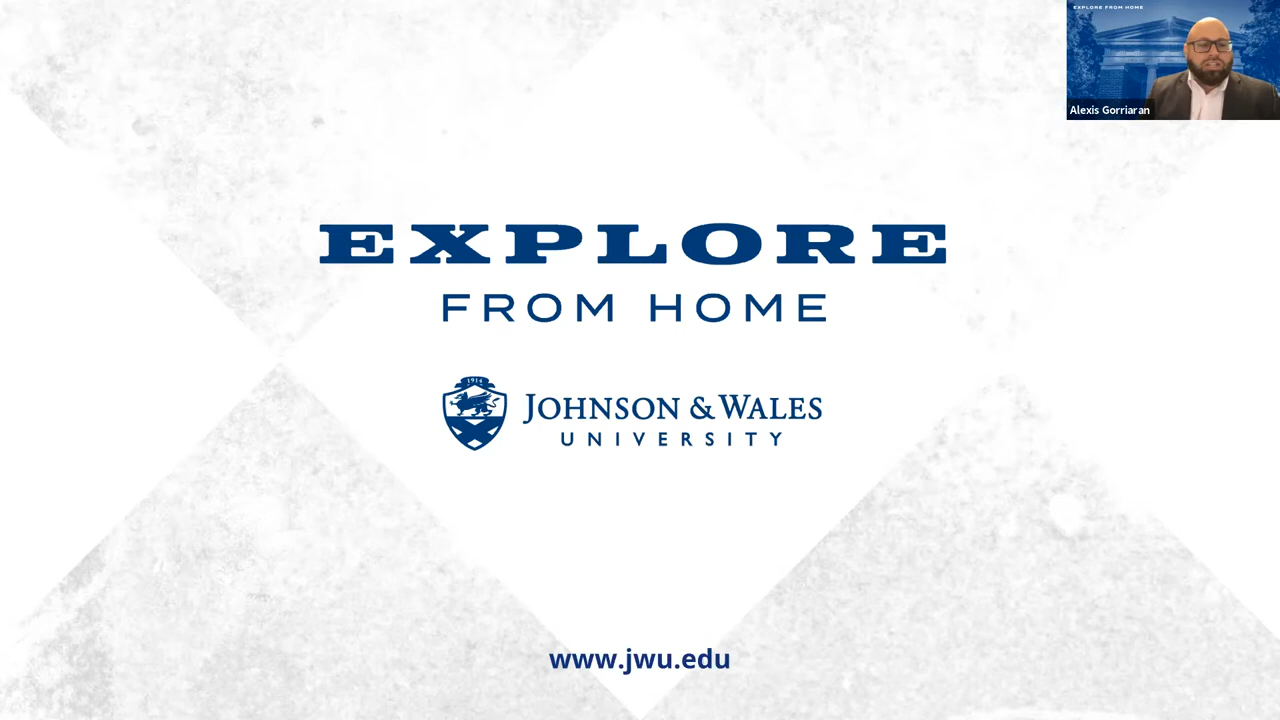 EXPLORE FROM HOME
Alexis Gorriaran
EXPLORE
FROM HOME
1914
JOHNSON & WALES
UNIVERSITY
www.jwu.edu